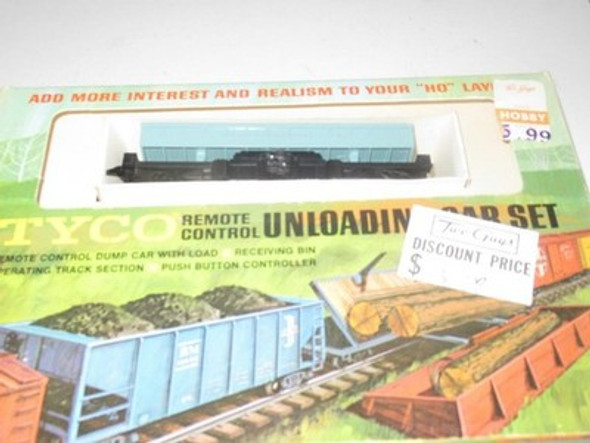 ADD MORE INTEREST AND REALISM TO YOUR "HO" LAY
HOBBY
5.99
TYCO REMOTE CONTROL UNLOADIN CAR SET
Two Guys
DISCOUNT PRICE
$
EMOTE CONTROL DUMP CAR WITH LOAD RECEIVING BIN
PERATING TRACK SECTION PUSH BUTTON CONTROLLER